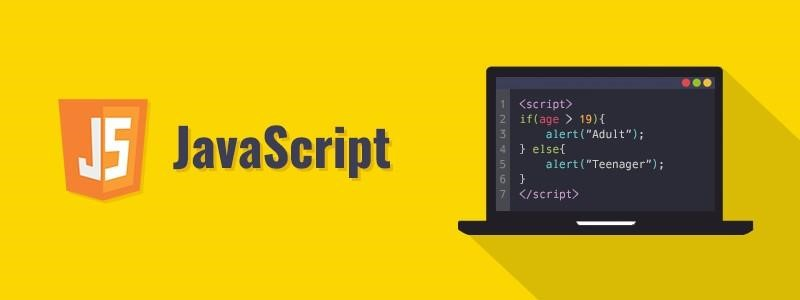 JS
JavaScript
1 <script>
2 if(age > 19){
3     alert("Adult");
4 } else{
5     alert("Teenager");
6 }
7 </script>